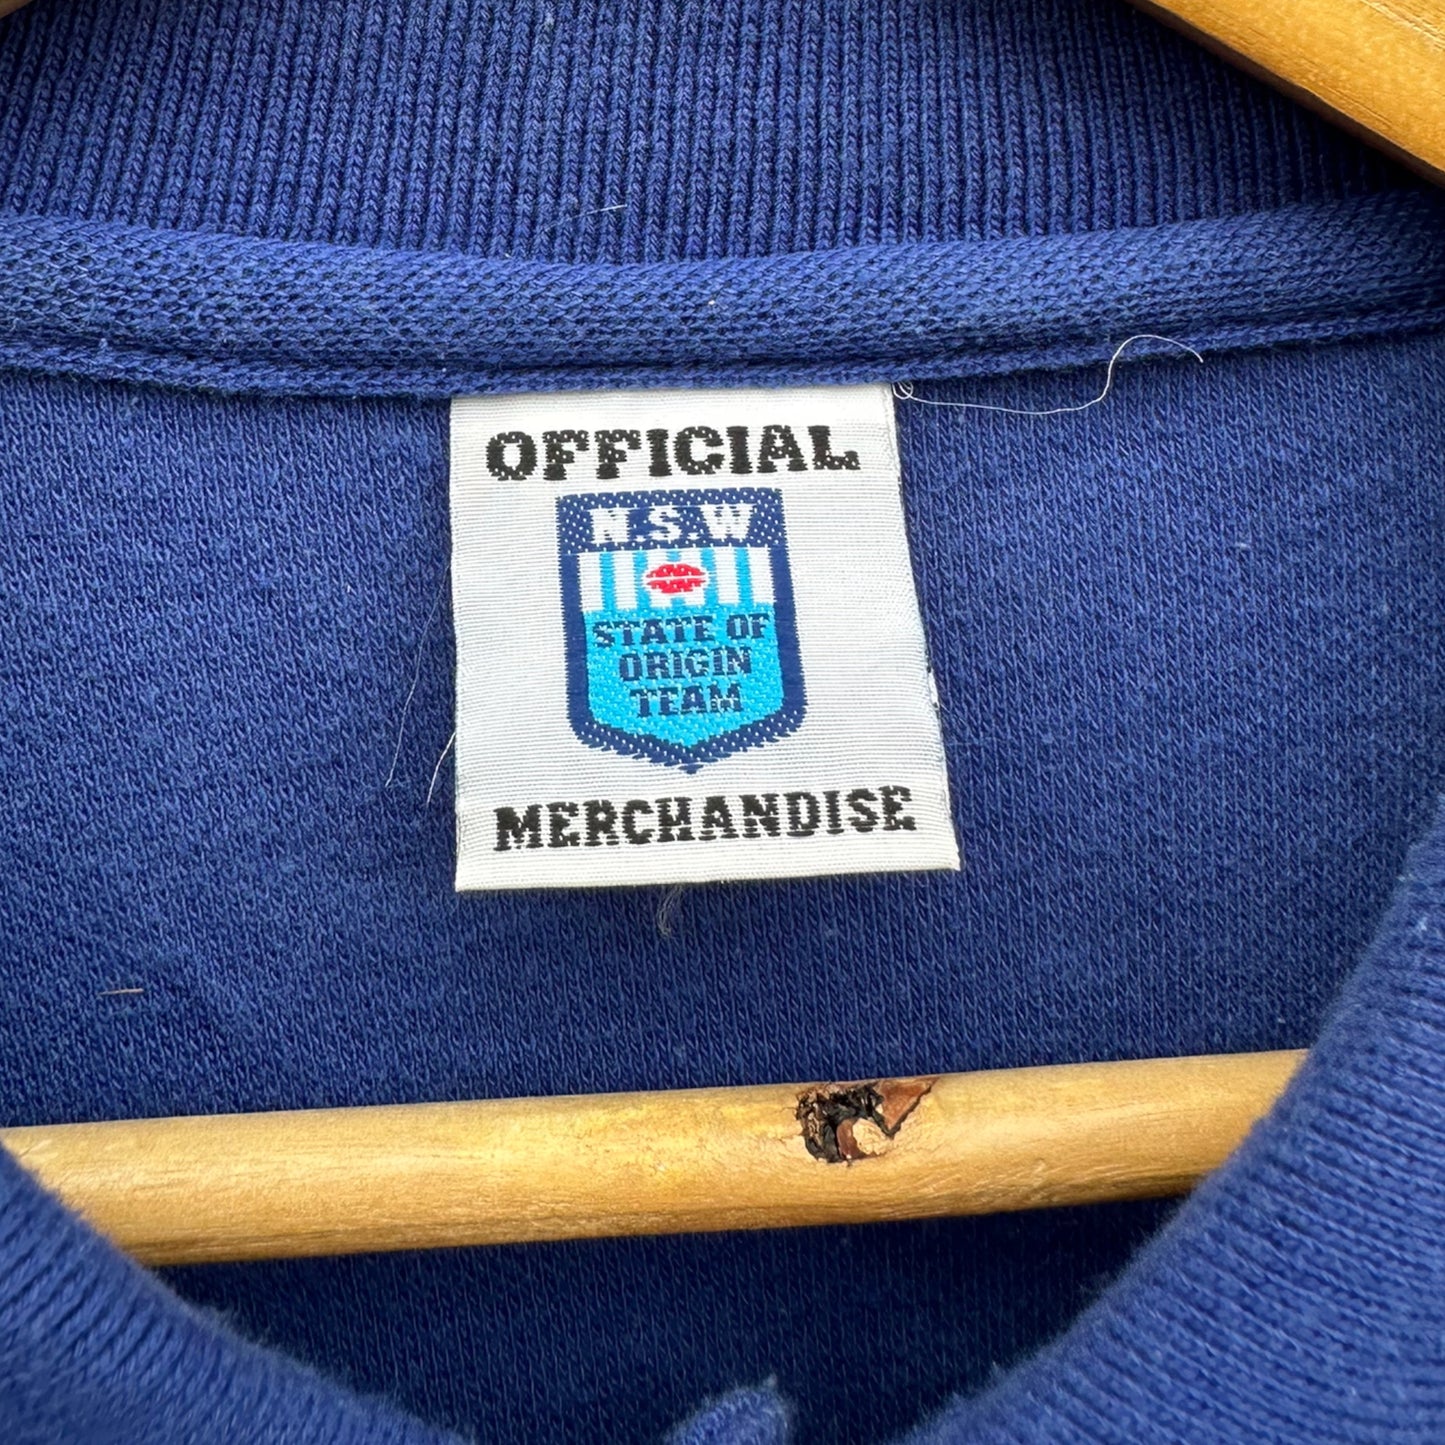 OFFICIAL
N.S.W
STATE OF
ORIGIN
TEAM
MERCHANDISE